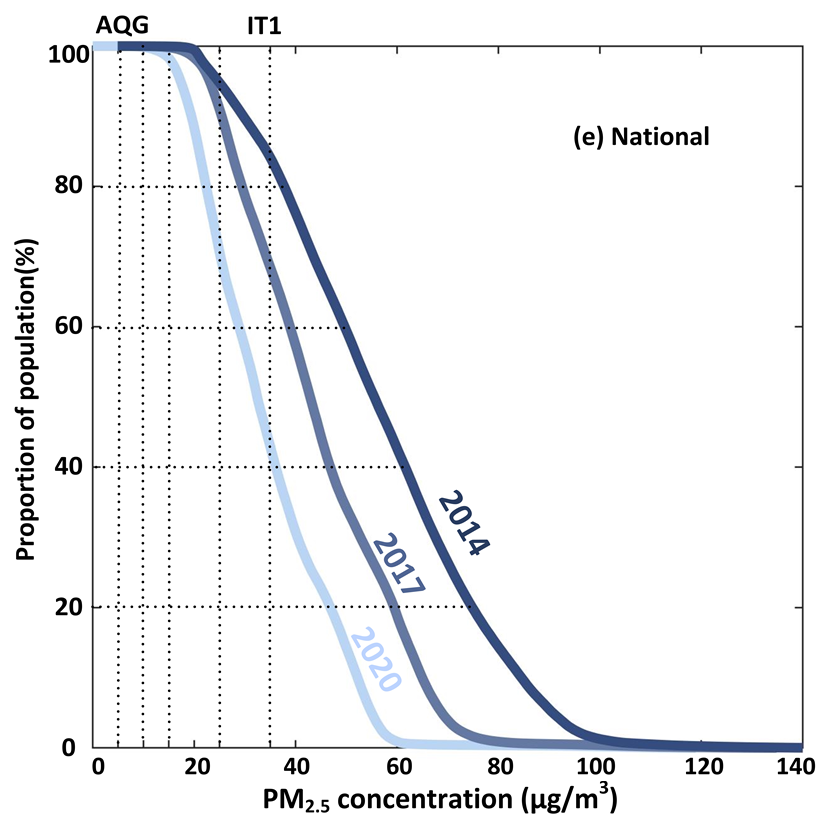 AQG IT1
100
(e) National
80
60
40
20
0
Proportion of population(%)
2014
2017
2020
0 20 40 60 80 100 120 140
PM2.5 concentration (μg/m3)